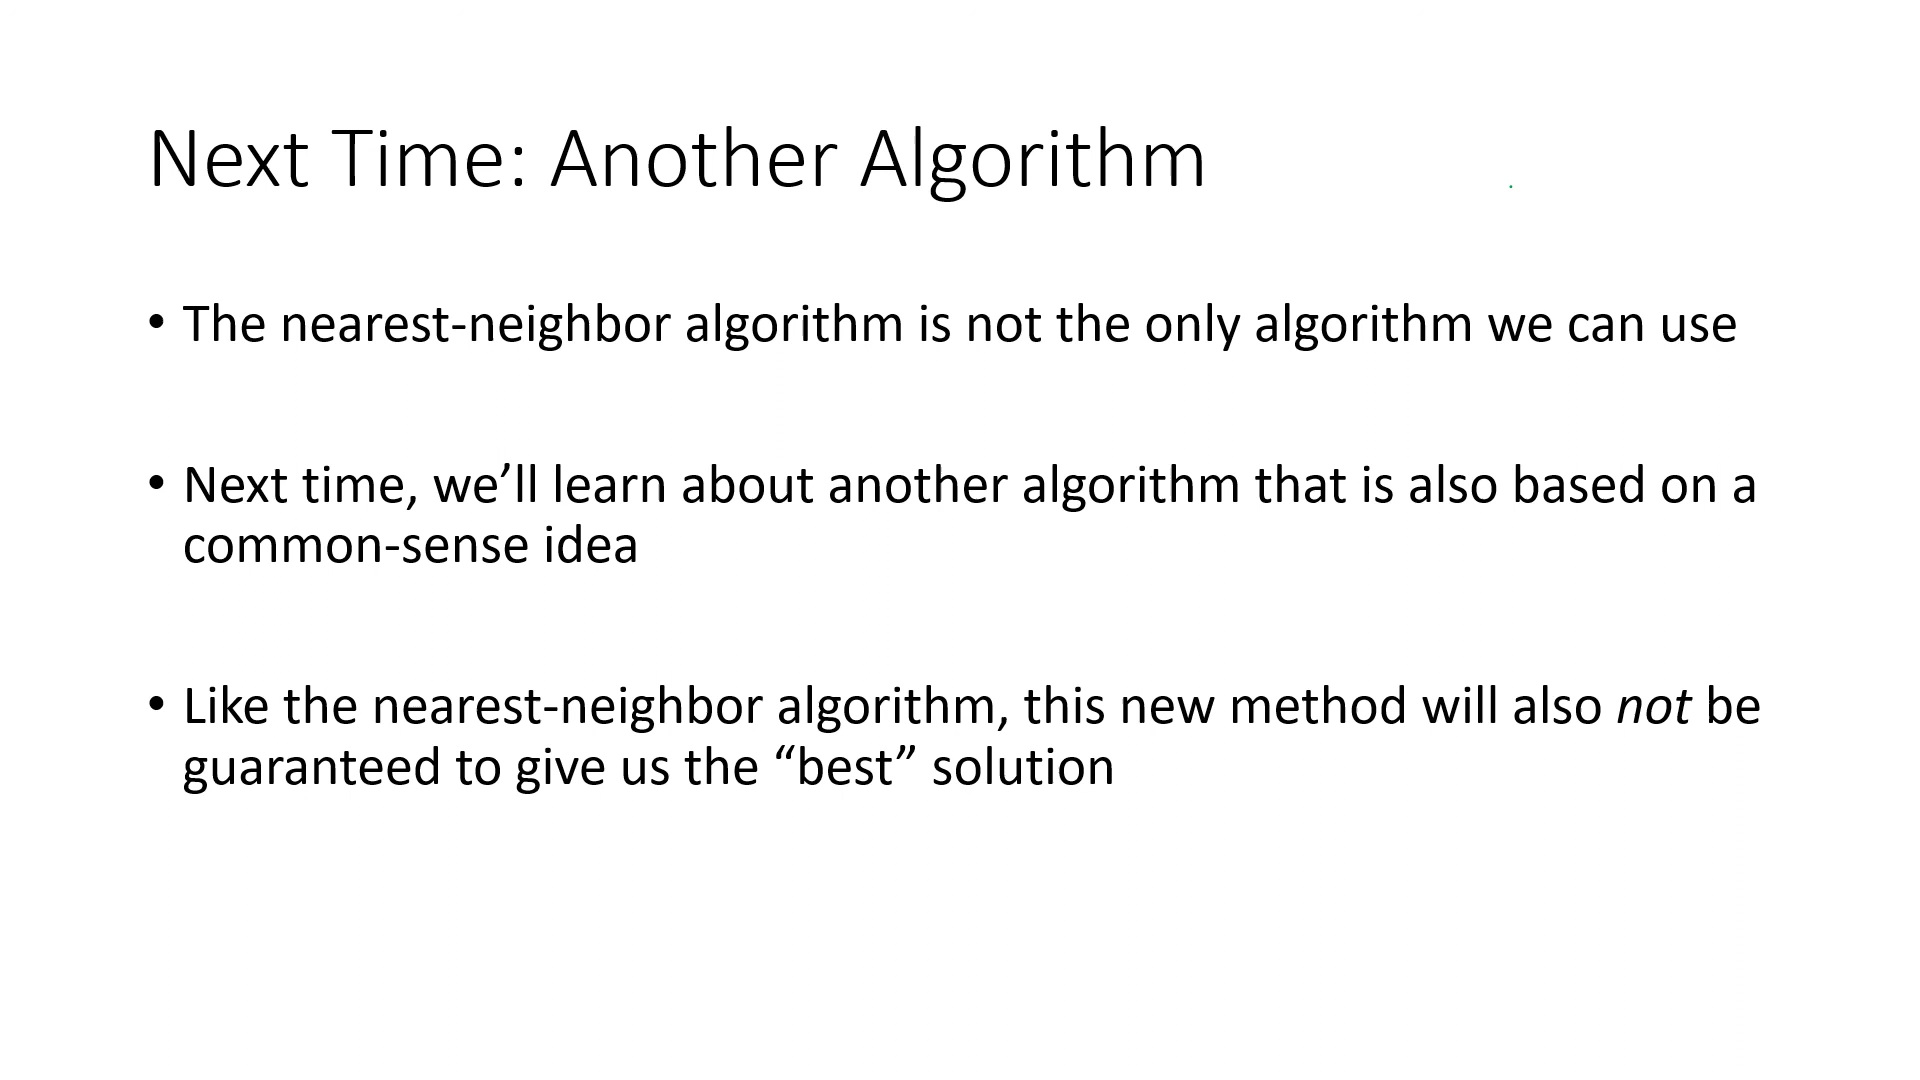 Next Time: Another Algorithm
• The nearest-neighbor algorithm is not the only algorithm we can use
• Next time, we’ll learn about another algorithm that is also based on a
common-sense idea
• Like the nearest-neighbor algorithm, this new method will also not be
guaranteed to give us the “best” solution